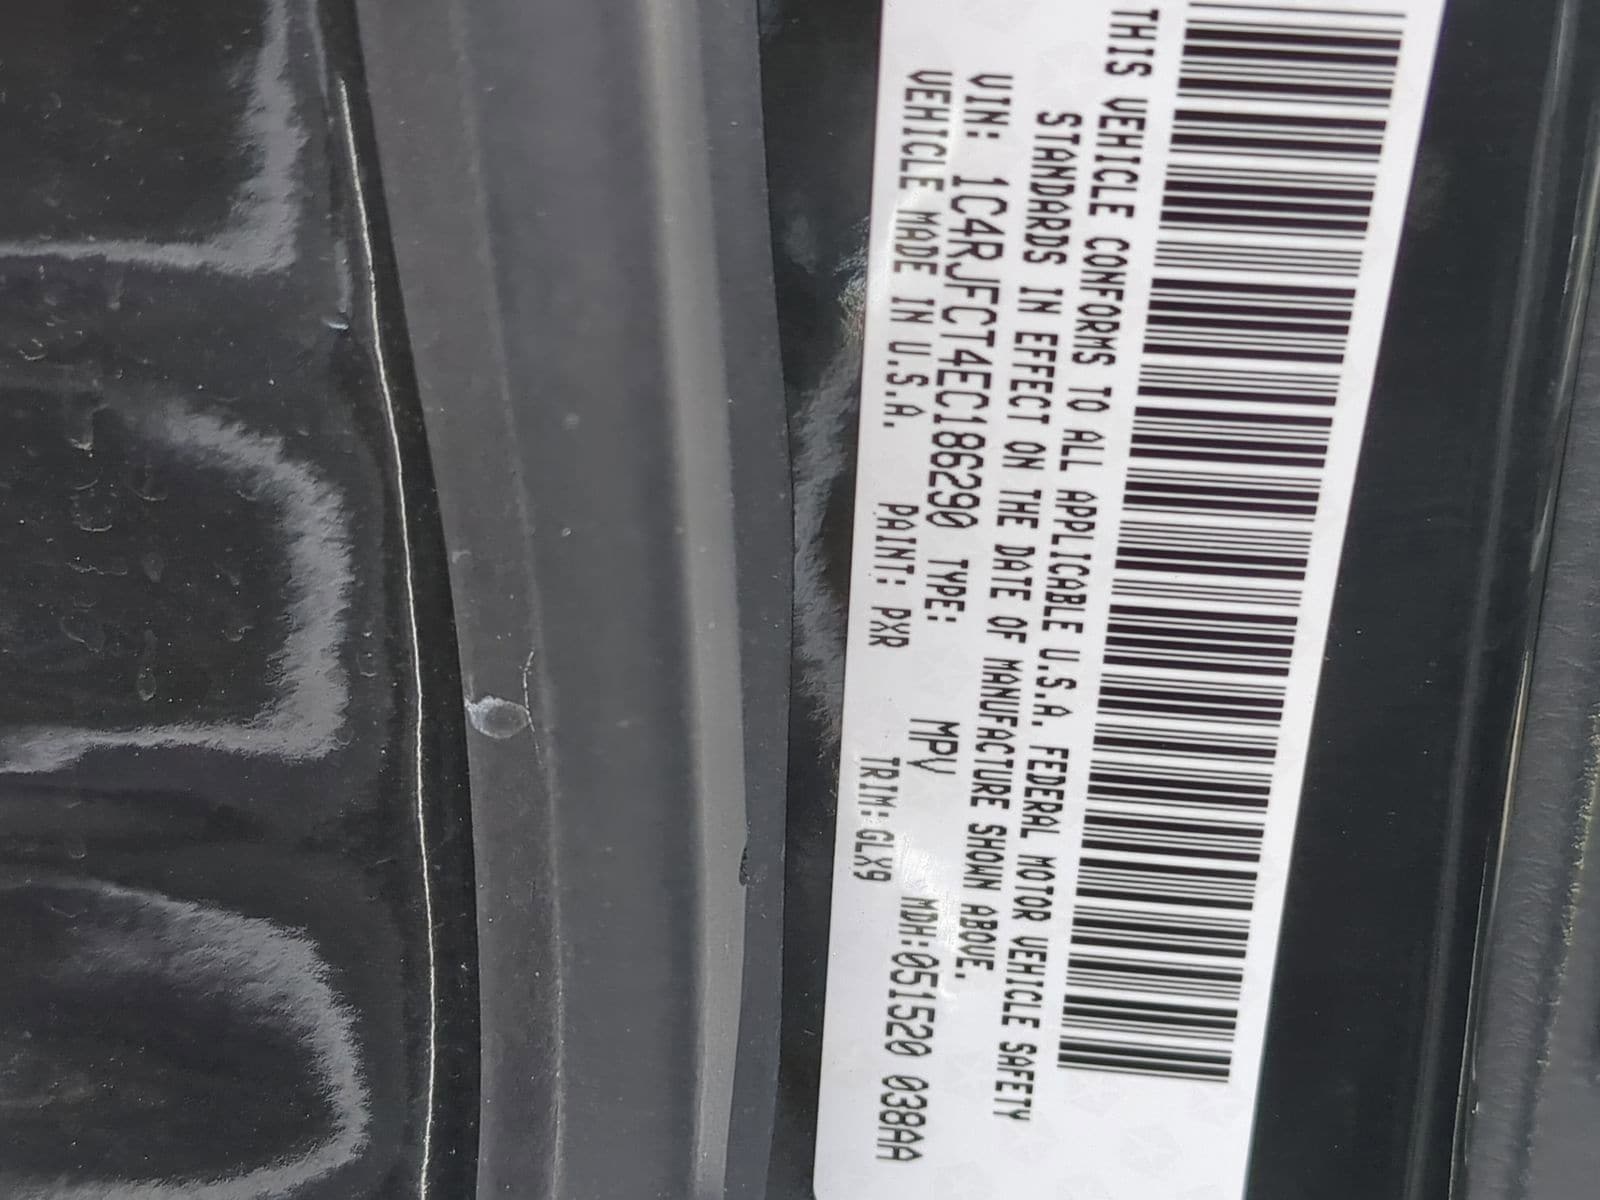 THIS VEHICLE CONFORMS TO ALL APPLICABLE U.S.A. FEDERAL MOTOR VEHICLE SAFETY
STANDARDS IN EFFECT ON THE DATE OF MANUFACTURE SHOWN ABOVE.
VIN: 1C4RJFCT4EC186290 TYPE: MPV
VEHICLE MADE IN U.S.A. PAINT: PXR TRIM:GLX9 MDH:051520 038AA